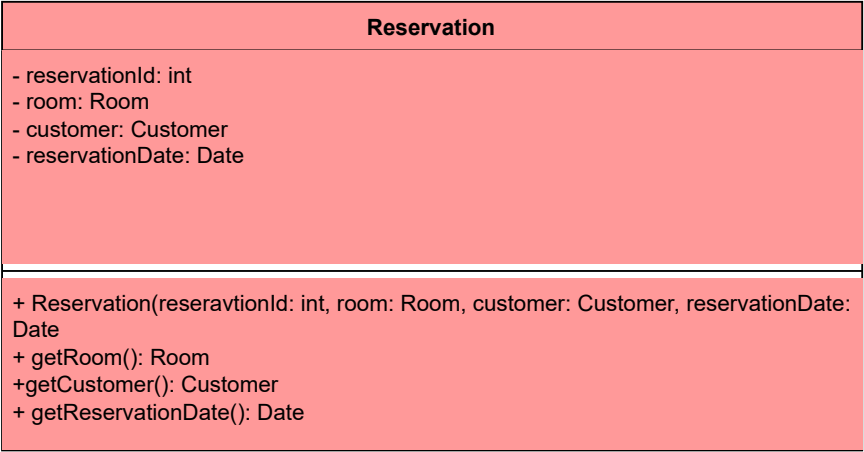 Reservation
- reservationId: int
- room: Room
- customer: Customer
- reservationDate: Date
+ Reservation(reseravtionId: int, room: Room, customer: Customer, reservationDate:
Date
+ getRoom(): Room
+getCustomer(): Customer
+ getReservationDate(): Date